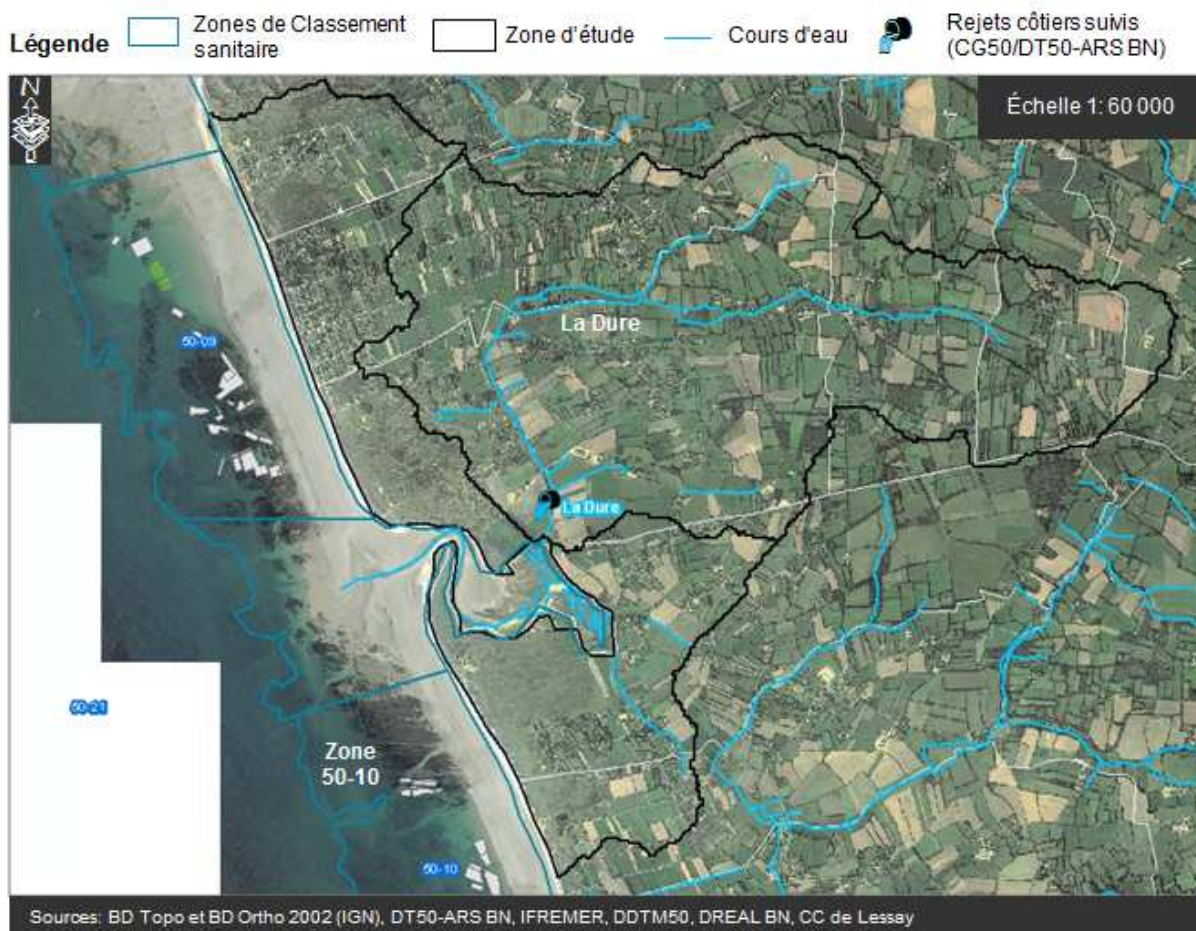 Légende
Zones de Classement
sanitaire
Zone d'étude
Cours d'eau
Rejets côtiers suivis
(CG50/DT50-ARS BN)
N
Échelle 1: 60 000
50-09
La Dure
La Dure
50-21
Zone
50-10
50-10
Sources: BD Topo et BD Ortho 2002 (IGN), DT50-ARS BN, IFREMER, DDTM50, DREAL BN, CC de Lessay